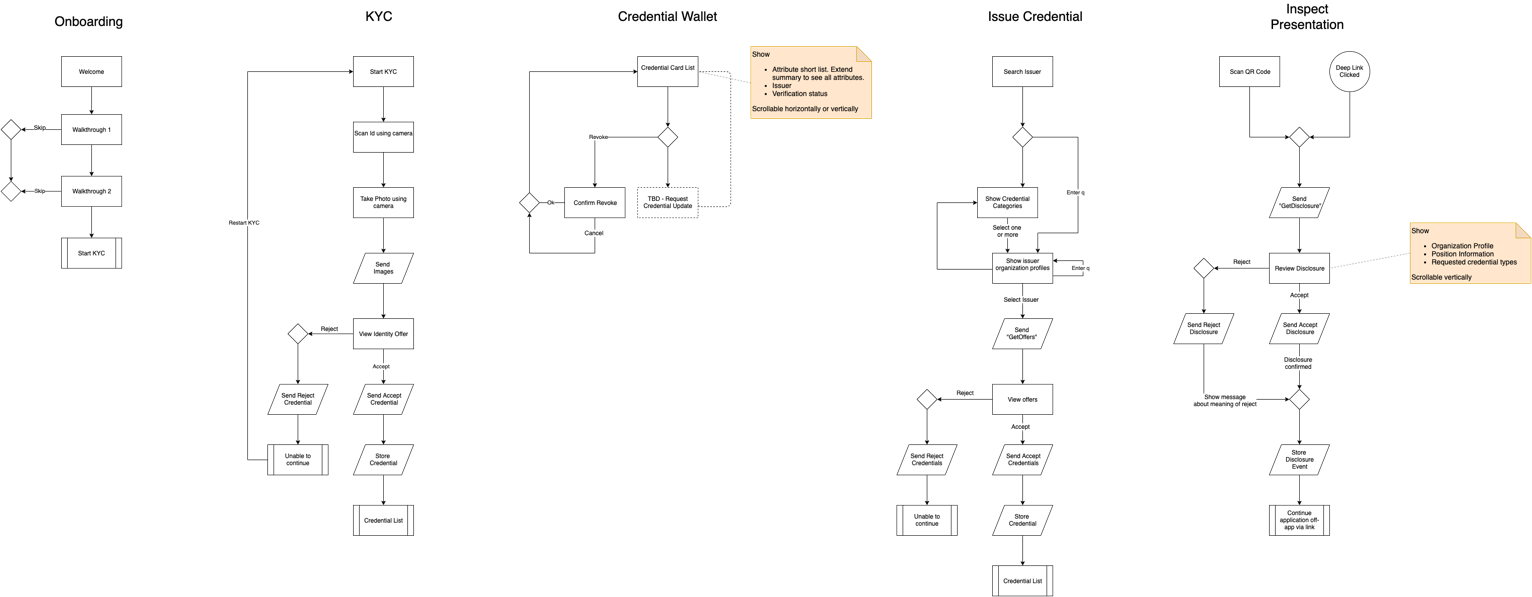 Onboarding
Welcome
Walkthrough 1
Skip
Walkthrough 2
Skip
Start KYC
KYC
Start KYC
Scan Id using camera
Take Photo using
camera
Send
Images
Restart KYC
View Identity Offer
Reject
Accept
Send Reject
Credential
Send Accept
Credential
Unable to
continue
Store
Credential
Credential List
Credential Wallet
Credential Card List
Show
• Attribute short list. Extend
summary to see all attributes.
• Issuer
• Verification status
Scrollable horizontally or vertically
Revoke
Ok
Confirm Revoke
TBD - Request
Credential Update
Cancel
Issue Credential
Search Issuer
Enter q
Show Credential
Categories
Select one
or more
Show issuer
organization profiles
Enter q
Select Issuer
Send
"GetOffers"
View offers
Reject
Accept
Send Reject
Credentials
Send Accept
Credentials
Unable to
continue
Store
Credential
Credential List
Inspect
Presentation
Scan QR Code
Deep Link
Clicked
Send
"GetDisclosure"
Review Disclosure
Show
• Organization Profile
• Position Information
• Requested credential types
Scrollable vertically
Reject
Accept
Send Reject
Disclosure
Send Accept
Disclosure
Disclosure
confirmed
Show message
about meaning of reject
Store
Disclosure
Event
Continue
application off-
app via link